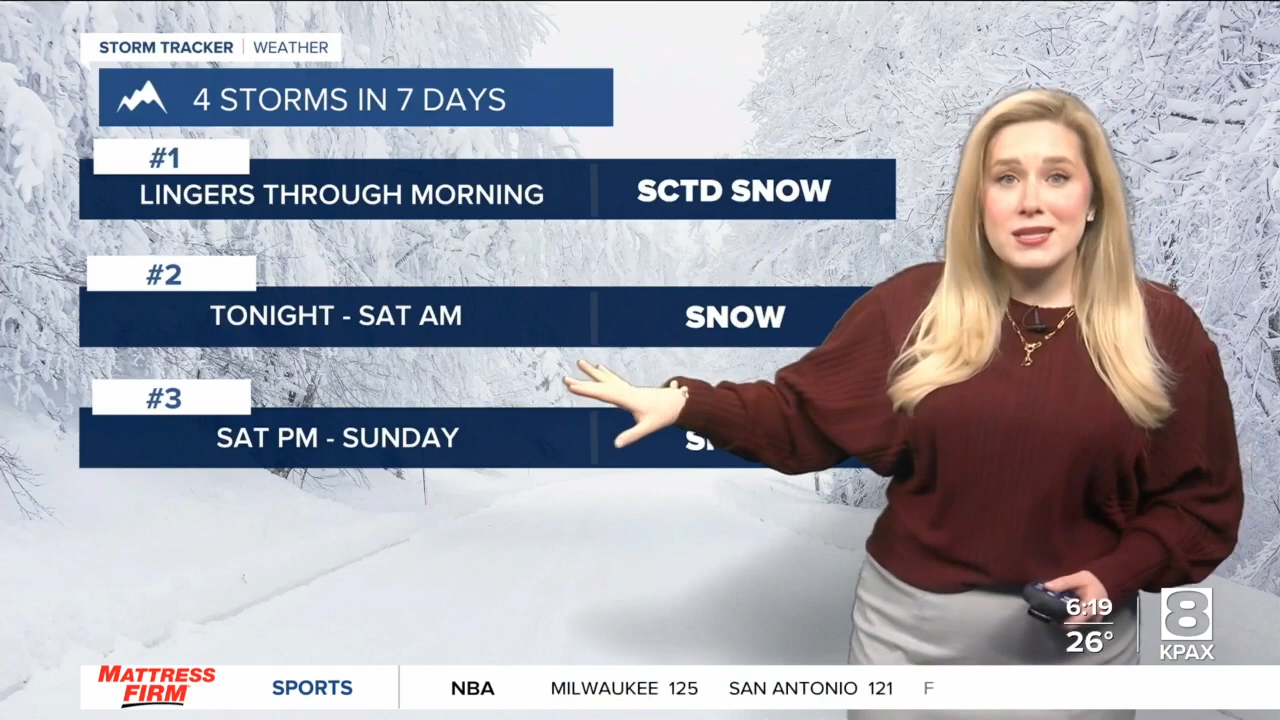 STORM TRACKER | WEATHER
4 STORMS IN 7 DAYS
#1
LINGERS THROUGH MORNING SCTD SNOW
#2
TONIGHT - SAT AM SNOW
#3
SAT PM - SUNDAY
6:19
26°
8
KPAX
MATTRESS FIRM SPORTS NBA MILWAUKEE 125 SAN ANTONIO 121 F